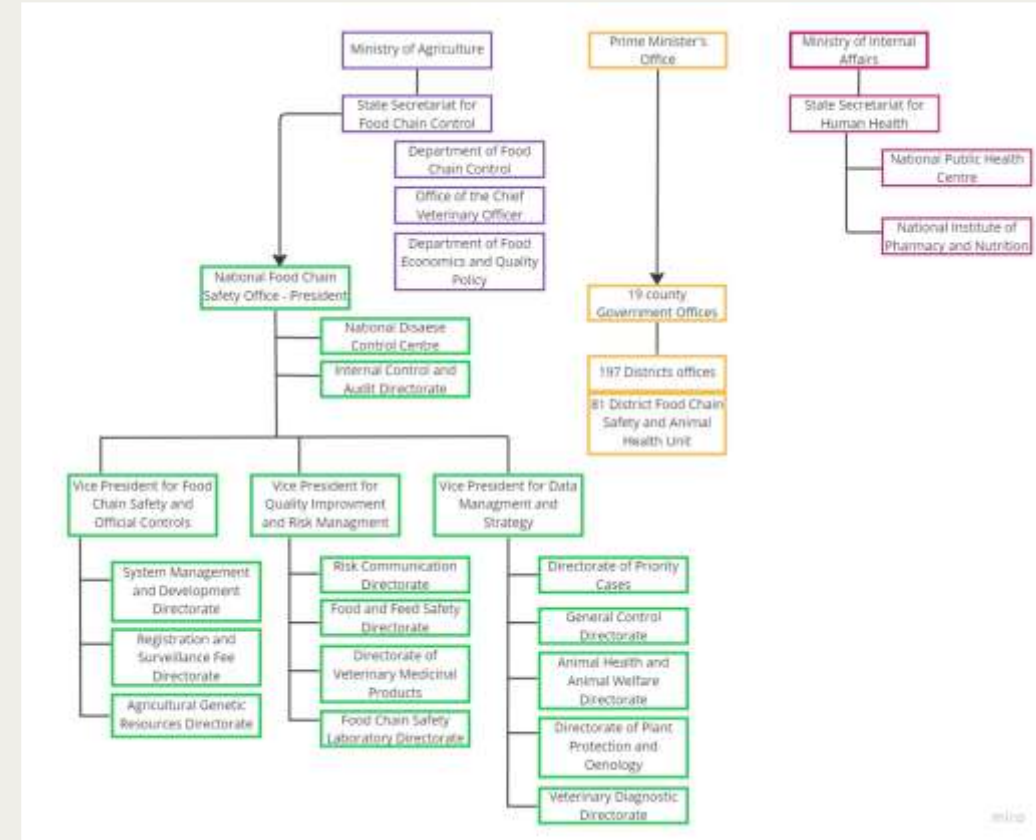 Ministry of Agriculture
State Secretariat for
Food Chain Control
Department of Food
Chain Control
Office of the Chief
Veterinary Officer
Department of Food
Economics and Quality
Policy
National Food Chain
Safety Office - President
National Disaese
Control Centre
Internal Control and
Audit Directorate
Vice President for Food
Chain Safety and
Official Controls
System Management
and Development
Directorate
Registration and
Surveillance Fee
Directorate
Agricultural Genetic
Resources Directorate
Vice President for
Quality Improvment
and Risk Managment
Risk Communication
Directorate
Food and Feed Safety
Directorate
Directorate of
Veterinary Medicinal
Products
Food Chain Safety
Laboratory Directorate
Vice President for Data
Managment and
Strategy
Directorate of Priority
Cases
General Control
Directorate
Animal Health and
Animal Welfare
Directorate
Directorate of Plant
Protection and
Oenology
Veterinary Diagnostic
Directorate
Prime Minister's
Office
19 county
Government Offices
197 Districts offices
81 District Food Chain
Safety and Animal
Health Unit
Ministry of Internal
Affairs
State Secretariat for
Human Health
National Public Health
Centre
National Institute of
Pharmacy and Nutrition
miro